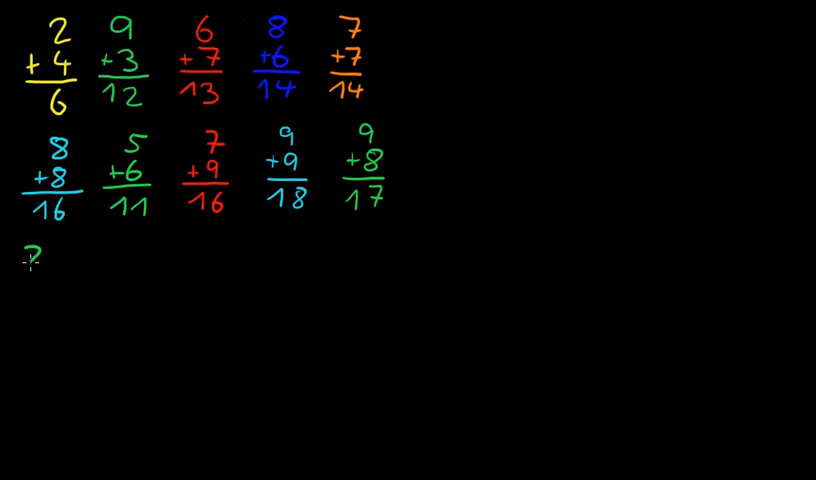 2 9 6 8 7
+4 +3 +7 +6 +7
6 12 13 14 14
8 5 7 9 9
+8 +6 +9 +9 +8
16 11 16 18 17